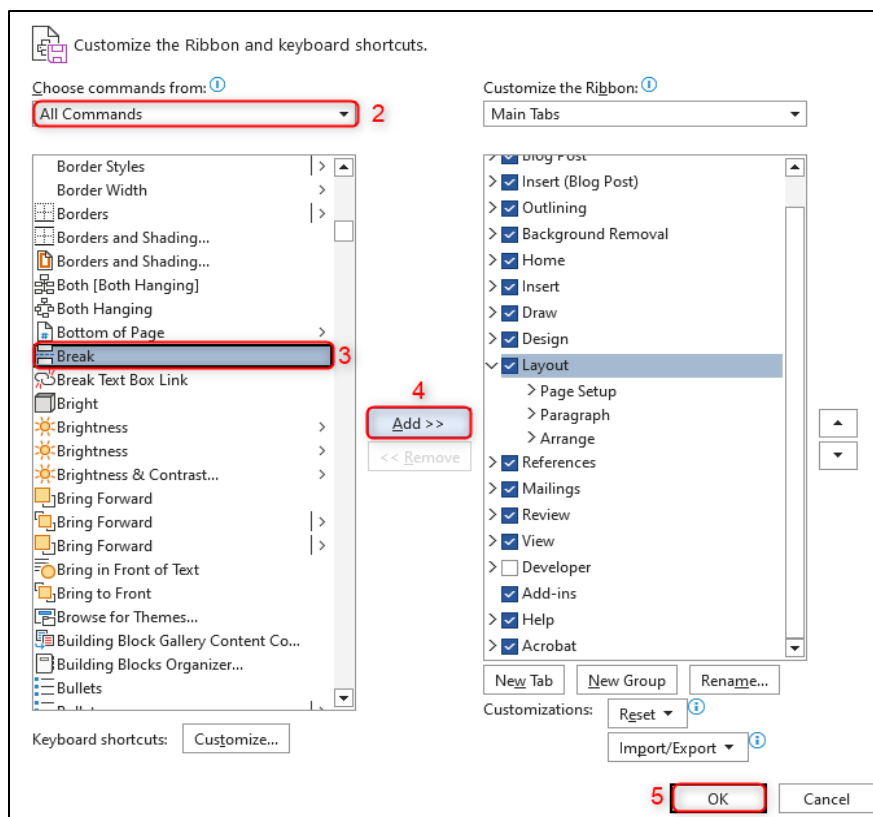 Customize the Ribbon and keyboard shortcuts.
Choose commands from:
All Commands
2
Border Styles
Border Width
Borders
Borders and Shading...
Borders and Shading...
Both [Both Hanging]
Both Hanging
Bottom of Page
Break
3
Break Text Box Link
Bright
Brightness
Brightness
Brightness & Contrast...
Bring Forward
Bring Forward
Bring Forward
Bring in Front of Text
Bring to Front
Browse for Themes...
Building Block Gallery Content Co...
Building Blocks Organizer...
Bullets
Keyboard shortcuts: Customize...
4
Add >>
<< Remove
Customize the Ribbon:
Main Tabs
Blog Post
Insert (Blog Post)
Outlining
Background Removal
Home
Insert
Draw
Design
Layout
Page Setup
Paragraph
Arrange
References
Mailings
Review
View
Developer
Add-ins
Help
Acrobat
New Tab New Group Rename...
Customizations: Reset
Import/Export
5 OK Cancel